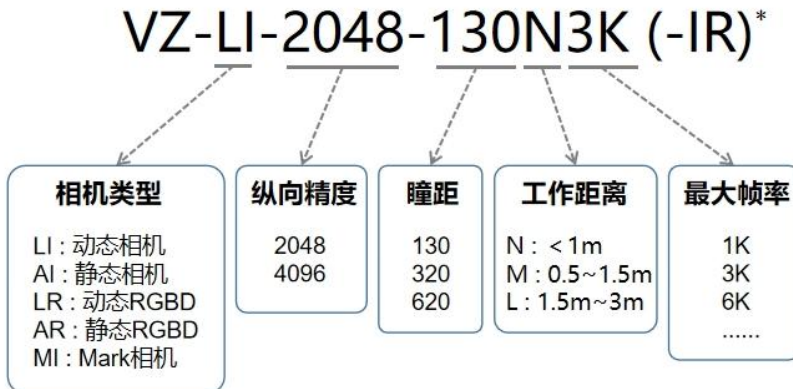 VZ-LI-2048-130N3K (-IR)*
相机类型
LI : 动态相机
AI : 静态相机
LR : 动态RGBD
AR : 静态RGBD
MI : Mark相机
纵向精度
2048
4096
瞳距
130
320
620
工作距离
N : <1m
M : 0.5~1.5m
L : 1.5m~3m
最大帧率
1K
3K
6K
......